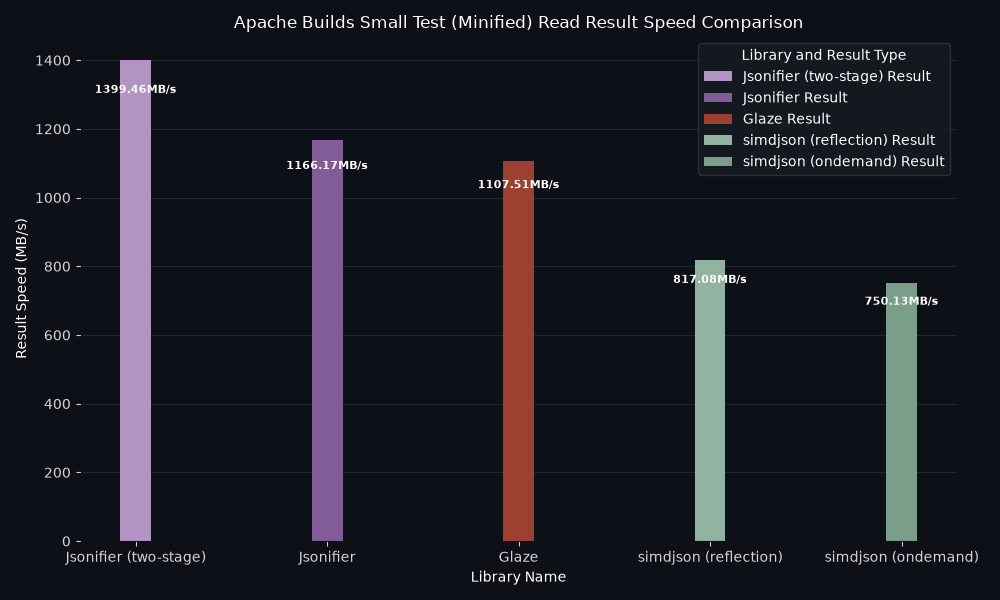 Apache Builds Small Test (Minified) Read Result Speed Comparison
Library and Result Type
Jsonifier (two-stage) Result
Jsonifier Result
Glaze Result
simdjson (reflection) Result
simdjson (ondemand) Result
Result Speed (MB/s)
1400
1200
1000
800
600
400
200
0
1399.46MB/s
1166.17MB/s
1107.51MB/s
817.08MB/s
750.13MB/s
Jsonifier (two-stage)
Jsonifier
Glaze
simdjson (reflection)
simdjson (ondemand)
Library Name